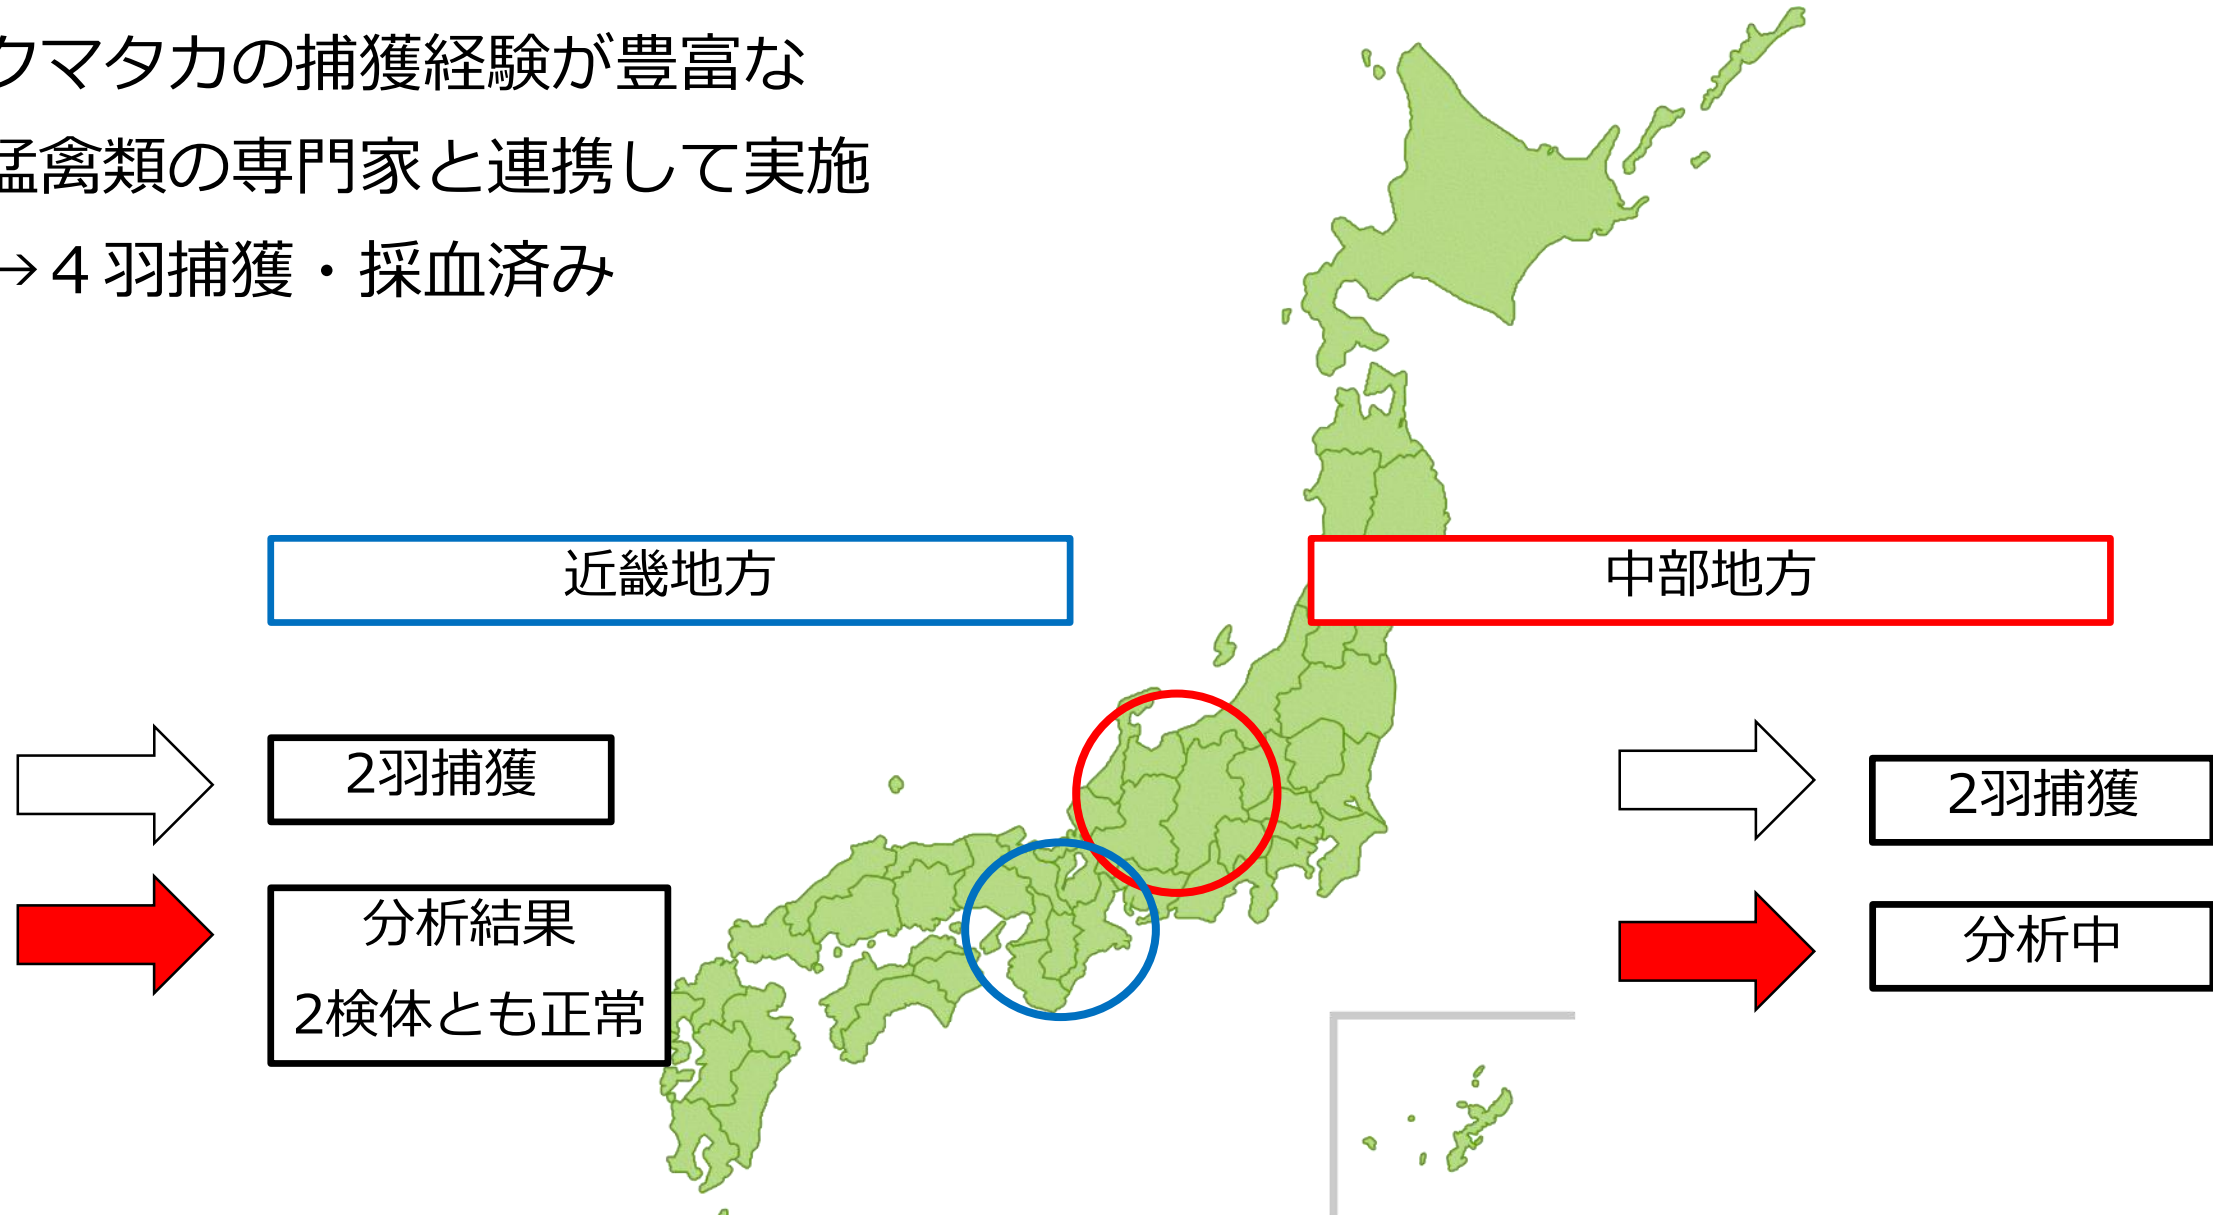 クマタカの捕獲経験が豊富な
猛禽類の専門家と連携して実施
→４羽捕獲・採血済み
近畿地方
中部地方
2羽捕獲
分析結果
2検体とも正常
2羽捕獲
分析中